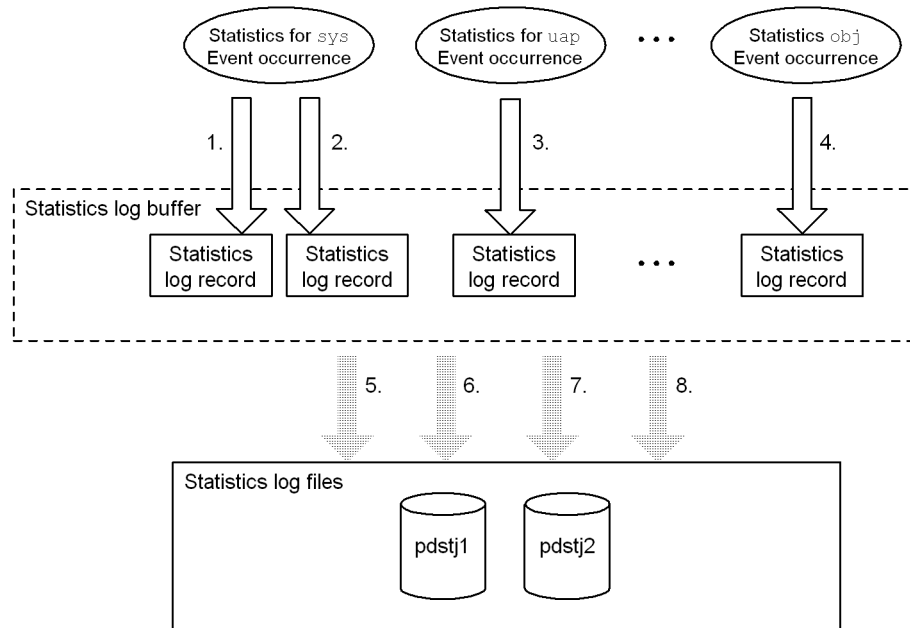 Statistics for sys
Event occurrence
Statistics for uap
Event occurrence
...
Statistics obj
Event occurrence
1.
2.
3.
4.
Statistics log buffer
Statistics
log record
Statistics
log record
Statistics
log record
...
Statistics
log record
5.
6.
7.
8.
Statistics log files
pdstj1
pdstj2